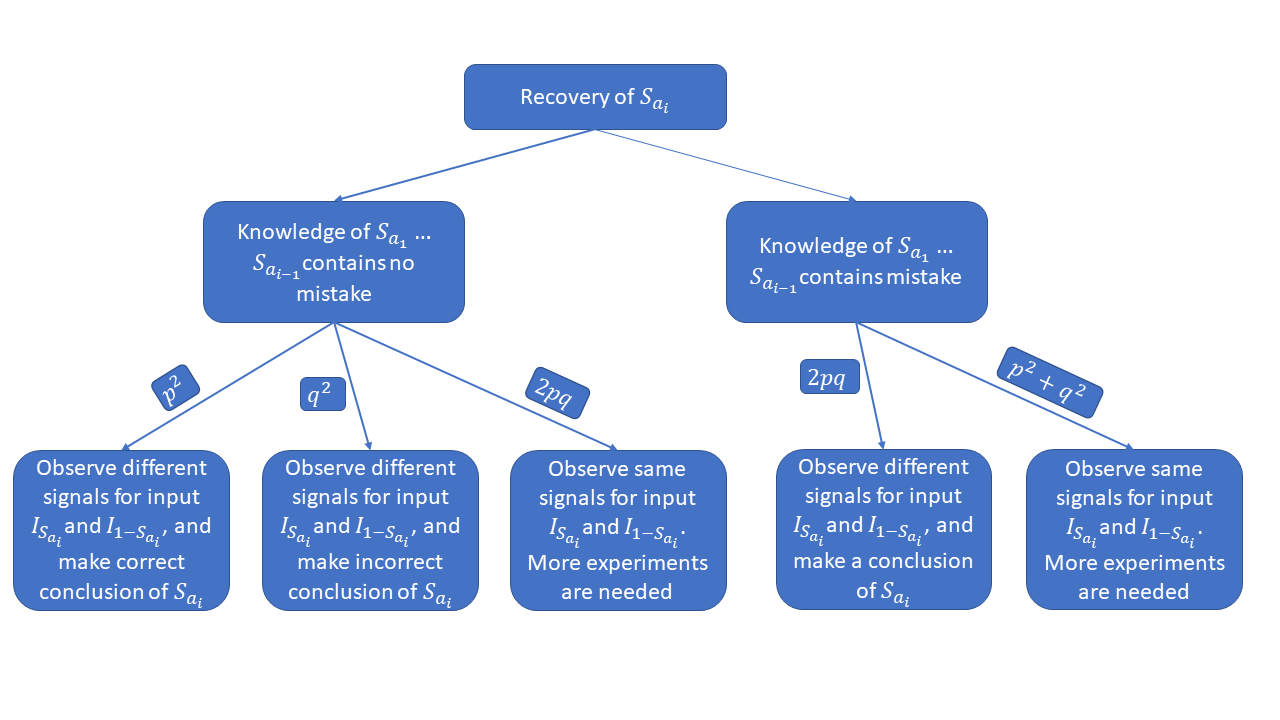 Recovery of $S_{a_i}$
Knowledge of $S_{a_1}$ ...
$S_{a_{i-1}}$ contains no
mistake
Knowledge of $S_{a_1}$ ...
$S_{a_{i-1}}$ contains mistake
$p^2$
$q^2$
$2pq$
$2pq$
$p^2 + q^2$
Observe different
signals for input
$I_{S_{a_i}}$ and $I_{1-S_{a_i}}$, and
make correct
conclusion of $S_{a_i}$
Observe different
signals for input
$I_{S_{a_i}}$ and $I_{1-S_{a_i}}$, and
make incorrect
conclusion of $S_{a_i}$
Observe same
signals for input
$I_{S_{a_i}}$ and $I_{1-S_{a_i}}$.
More experiments
are needed
Observe different
signals for input
$I_{S_{a_i}}$ and $I_{1-S_{a_i}}$, and
make a conclusion
of $S_{a_i}$
Observe same
signals for input
$I_{S_{a_i}}$ and $I_{1-S_{a_i}}$.
More experiments
are needed